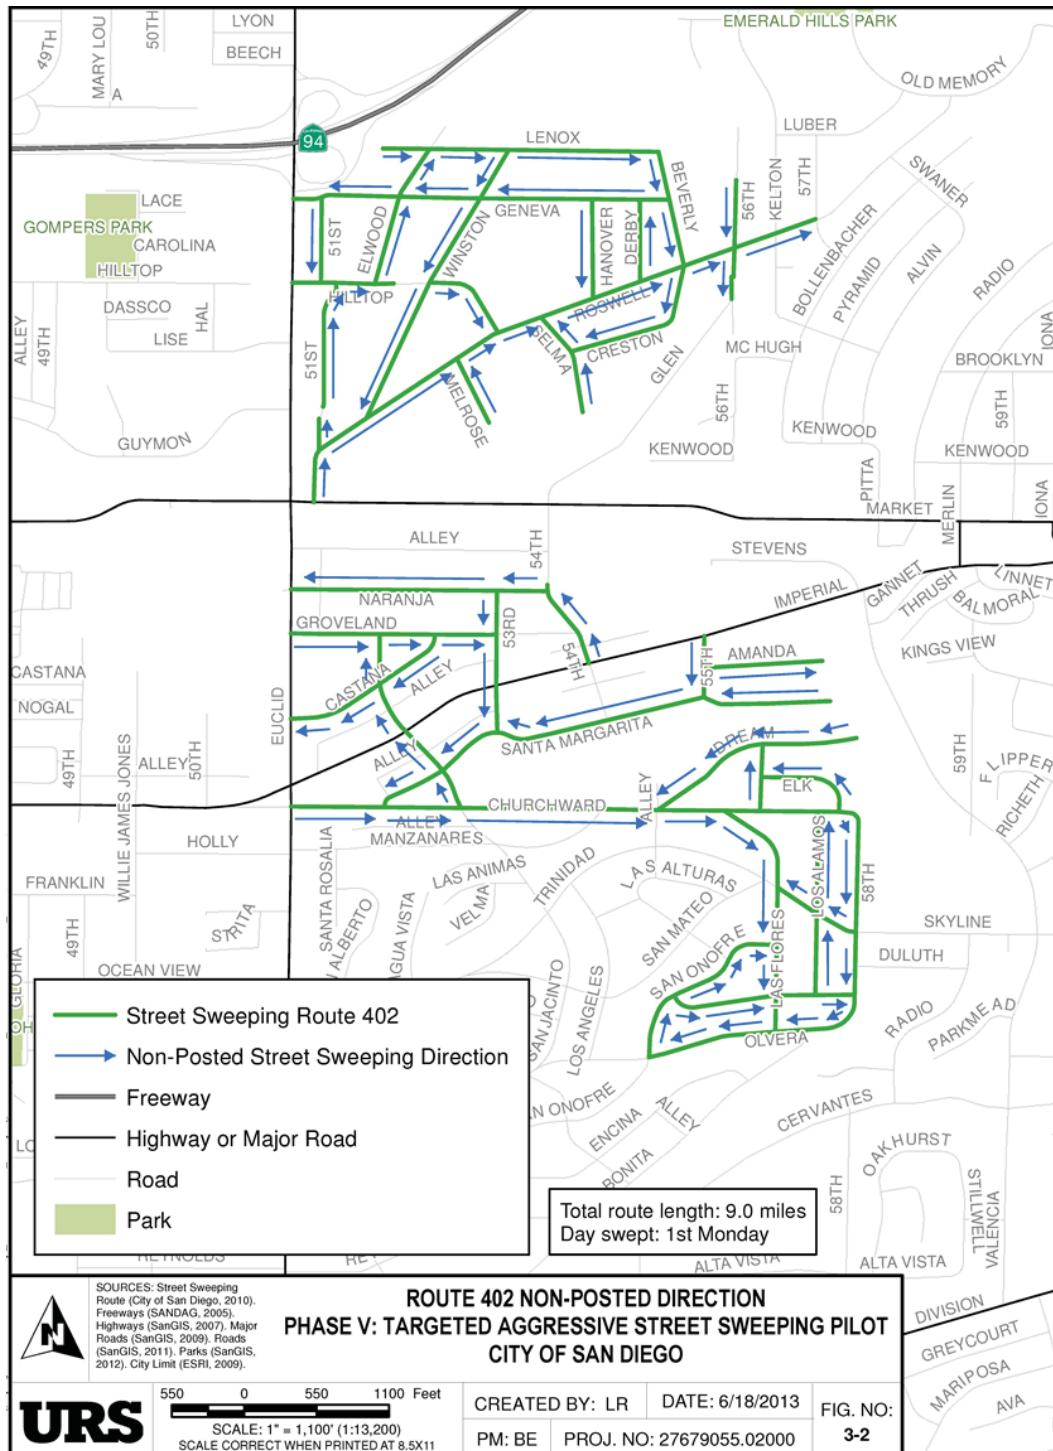 EMERALD HILLS PARK
LYON
BEECH
49TH
MARY LOU
50TH
A
OLD MEMORY
94
LENOX
LUBER
BEVERLY
KELTON
57TH
SWANER
56TH
LACE
GOMPERS PARK
CAROLINA
HILLTOP
51ST
ELWOOD
WINSTON
GENEVA
HANOVER
DERBY
BOLLENBACHER
PYRAMID
ALVIN
RADIO
DASSCO
HAL
LISE
HILLTOP
ROSWELL
SELMA
CRESTON
GLEN
MC HUGH
IONA
BROOKLYN
ALLEY
49TH
51ST
MELROSE
56TH
59TH
GUYMON
KENWOOD
KENWOOD
KENWOOD
PITTA
MARKET
MERLIN
IONA
ALLEY
54TH
STEVENS
IMPERIAL
GANNET
THRUSH
LINNET
BALMORAL
NARANJA
GROVELAND
53RD
54TH
55TH
AMANDA
KINGS VIEW
CASTANA
NOGAL
CASTANA
ALLEY
EUCLID
SANTA MARGARITA
DREAM
49TH
WILLIE JAMES JONES
ALLEY
50TH
ALLEY
ALLEY
ELK
59TH
FLIPPER
RICHETH
CHURCHWARD
ALLEY
MANZANARES
HOLLY
FRANKLIN
SANTA ROSALIA
LAS ANIMAS
VELMA
TRINIDAD
LAS ALTURAS
LOS ALAMOS
58TH
SKYLINE
49TH
STRITA
N ALBERTO
AGUA VISTA
SAN MATEO
SAN ONOFRE
LAS FLORES
DULUTH
GLORIA
OCEAN VIEW
SAN JACINTO
LOS ANGELES
OLVERA
RADIO
PARKMEAD
OH
Street Sweeping Route 402
Non-Posted Street Sweeping Direction
Freeway
Highway or Major Road
Road
Park
LO
AN ONOFRE
ENCINA
ALLEY
BONITA
CERVANTES
OAKHURST
58TH
STILLWELL
VALENCIA
Total route length: 9.0 miles
Day swept: 1st Monday
REYNOLDS
RE
ALTA VISTA
ALTA VISTA
DIVISION
GREYCOURT
MARIPOSA
AVA
N
SOURCES: Street Sweeping
Route (City of San Diego, 2010).
Freeways (SANDAG, 2005).
Highways (SanGIS, 2007). Major
Roads (SanGIS, 2009). Roads
(SanGIS, 2011). Parks (SanGIS,
2012). City Limit (ESRI, 2009).
ROUTE 402 NON-POSTED DIRECTION
PHASE V: TARGETED AGGRESSIVE STREET SWEEPING PILOT
CITY OF SAN DIEGO
URS
550 0 550 1100 Feet
SCALE: 1" = 1,100' (1:13,200)
SCALE CORRECT WHEN PRINTED AT 8.5X11
CREATED BY: LR
DATE: 6/18/2013
PM: BE
PROJ. NO: 27679055.02000
FIG. NO:
3-2